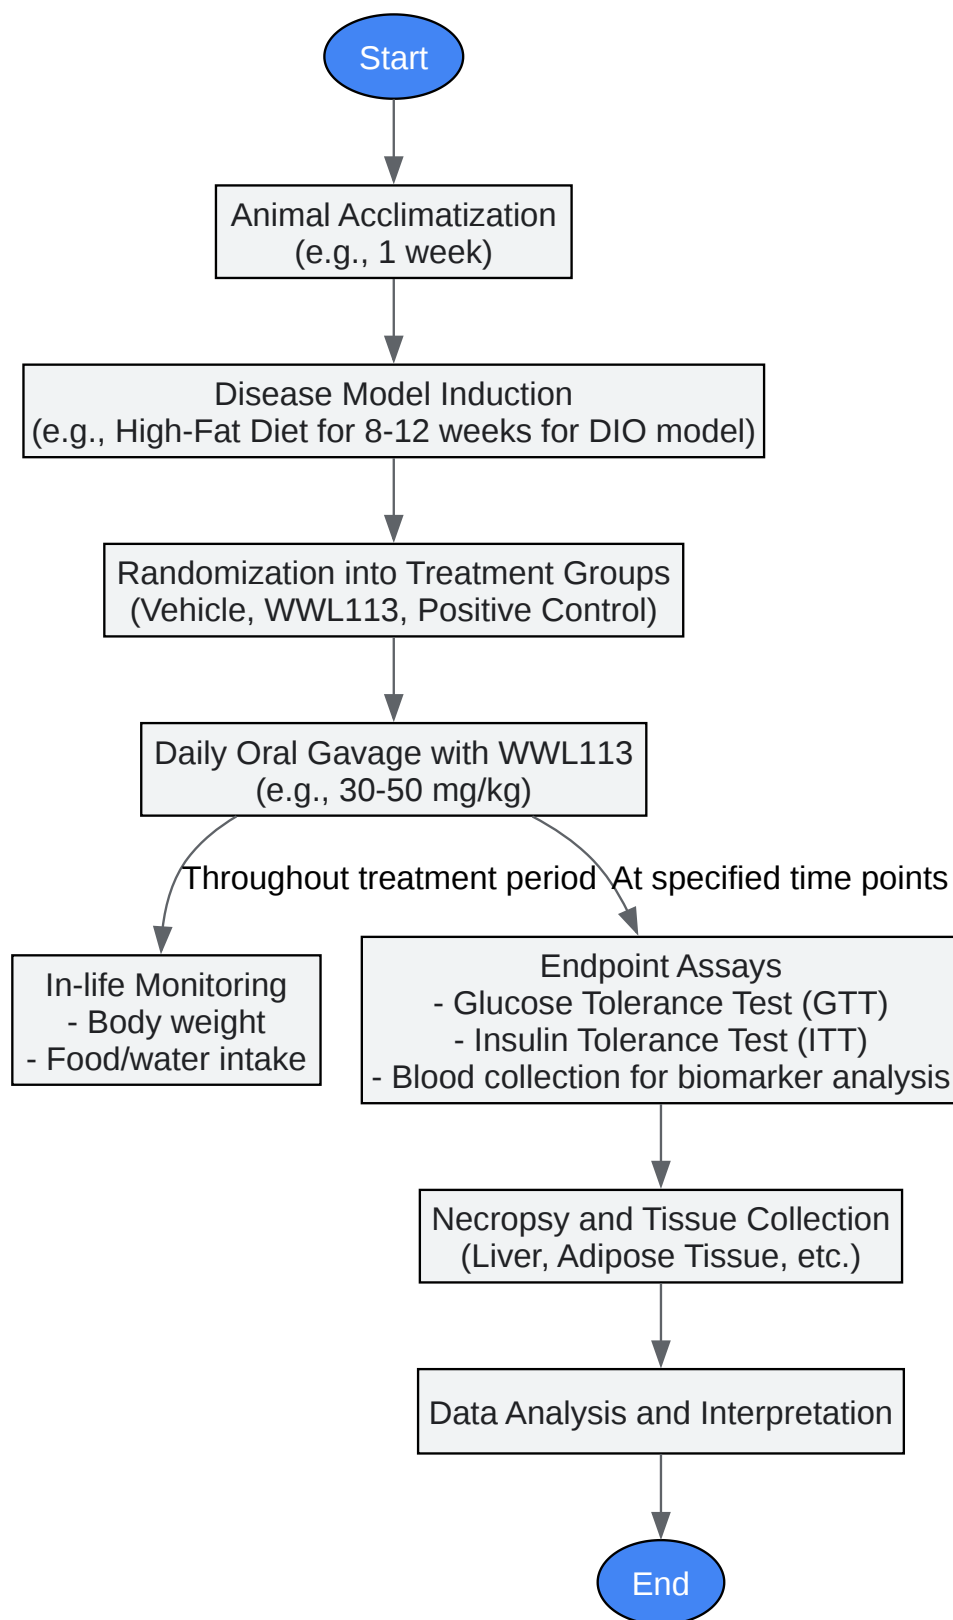 Start
Animal Acclimatization
(e.g., 1 week)
Disease Model Induction
(e.g., High-Fat Diet for 8-12 weeks for DIO model)
Randomization into Treatment Groups
(Vehicle, WWL113, Positive Control)
Daily Oral Gavage with WWL113
(e.g., 30-50 mg/kg)
Throughout treatment period
At specified time points
In-life Monitoring
- Body weight
- Food/water intake
Endpoint Assays
- Glucose Tolerance Test (GTT)
- Insulin Tolerance Test (ITT)
- Blood collection for biomarker analysis
Necropsy and Tissue Collection
(Liver, Adipose Tissue, etc.)
Data Analysis and Interpretation
End